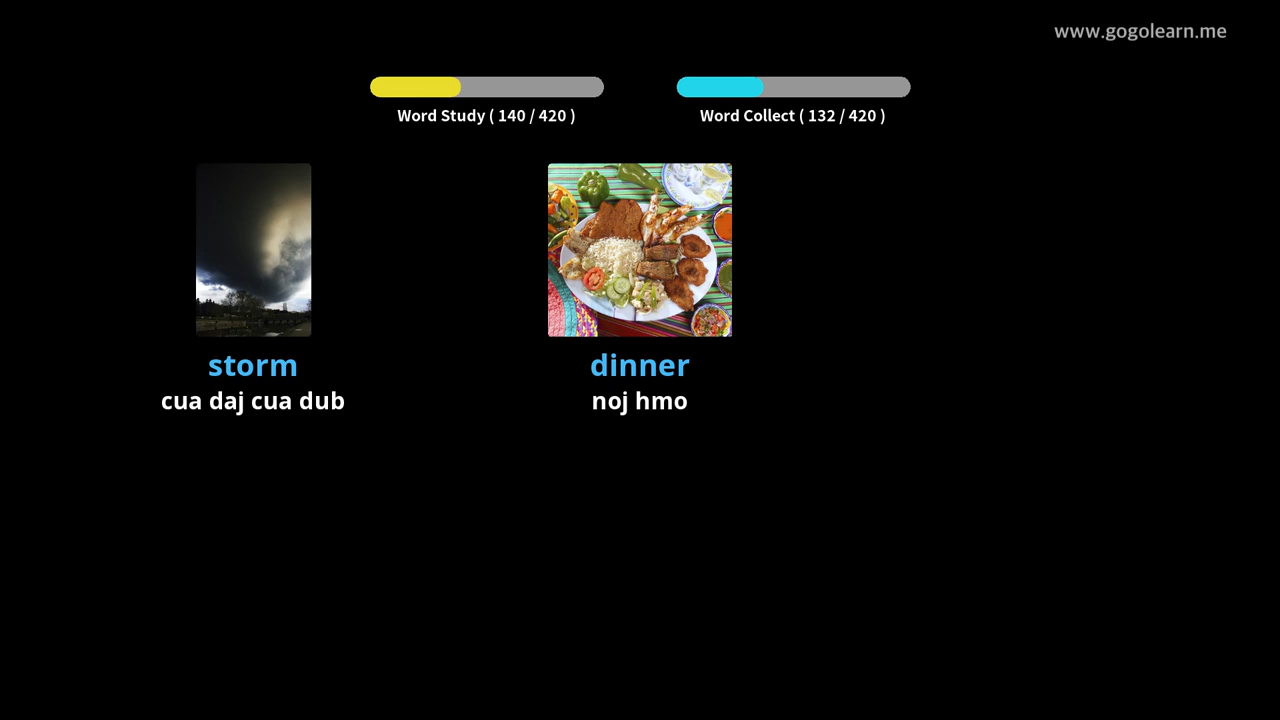 www.gogolearn.me
Word Study ( 140 / 420 )
Word Collect ( 132 / 420 )
storm
cua daj cua dub
dinner
noj hmo